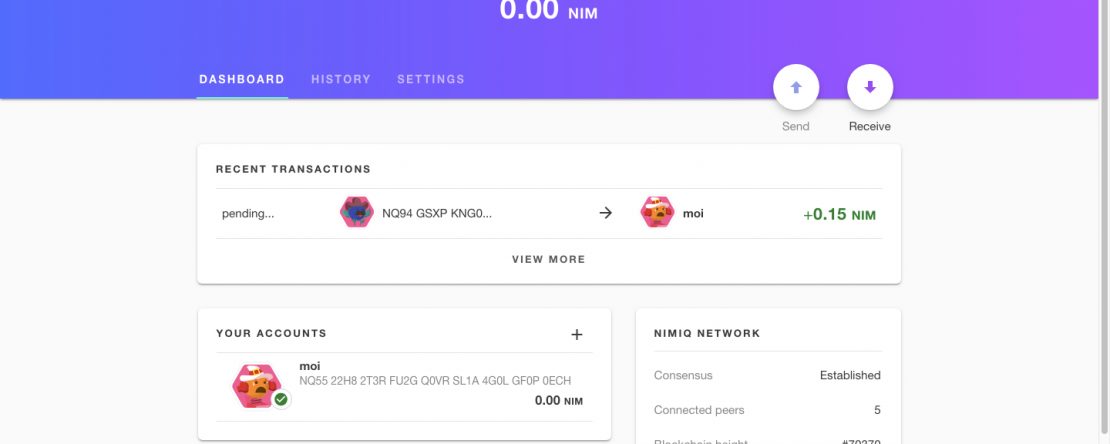 0.00 NIM
DASHBOARD HISTORY SETTINGS
Send Receive
RECENT TRANSACTIONS
pending... NQ94 GSXP KNG0... moi +0.15 NIM
VIEW MORE
YOUR ACCOUNTS
moi
NQ55 22H8 2T3R FU2G Q0VR SL1A 4G0L GF0P 0ECH
0.00 NIM
NIMIQ NETWORK
Consensus Established
Connected peers 5
Blockchain height